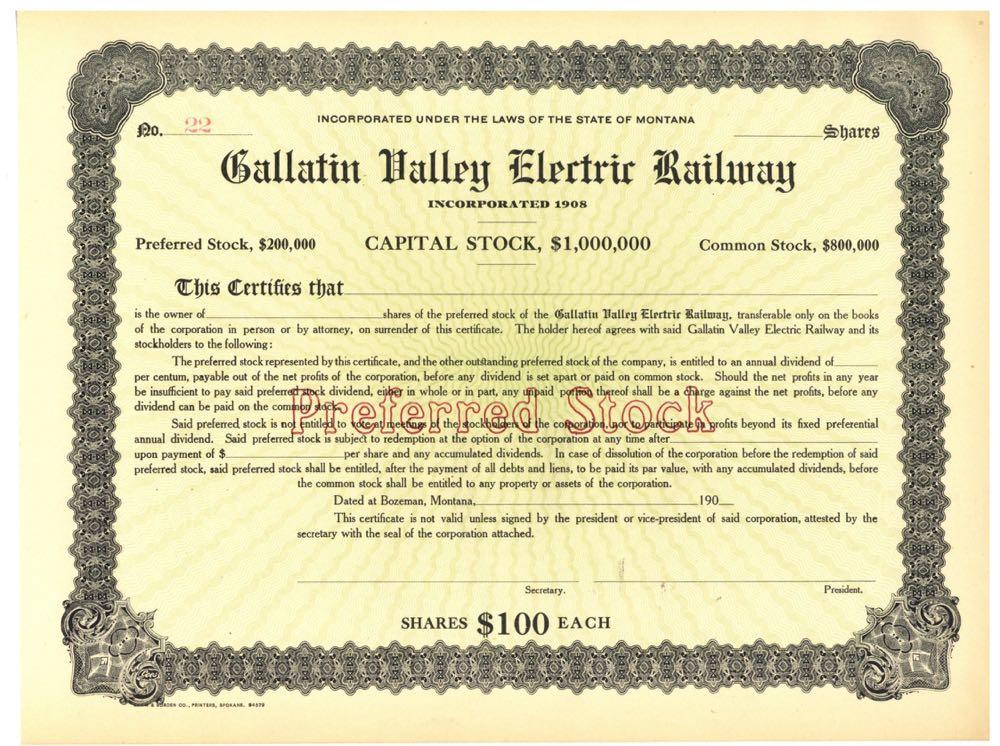 INCORPORATED UNDER THE LAWS OF THE STATE OF MONTANA
No. 22
Shares
Gallatin Valley Electric Railway
INCORPORATED 1908
Preferred Stock, $200,000 CAPITAL STOCK, $1,000,000 Common Stock, $800,000
This Certifies that
is the owner of shares of the preferred stock of the Gallatin Valley Electric Railway, transferable only on the books
of the corporation in person or by attorney, on surrender of this certificate. The holder hereof agrees with said Gallatin Valley Electric Railway and its
stockholders to the following:
The preferred stock represented by this certificate, and the other outstanding preferred stock of the company, is entitled to an annual dividend of
per centum, payable out of the net profits of the corporation, before any dividend is set apart or paid on common stock. Should the net profits in any year
be insufficient to pay said preferred stock dividend, either in whole or in part, any unpaid portion thereof shall be a charge against the net profits, before any
dividend can be paid on the common stock.
Preferred Stock
Said preferred stock is not entitled to vote at meetings of the stockholders of the corporation, nor to participate in profits beyond its fixed preferential
annual dividend. Said preferred stock is subject to redemption at the option of the corporation at any time after
upon payment of $ per share and any accumulated dividends. In case of dissolution of the corporation before the redemption of said
preferred stock, said preferred stock shall be entitled, after the payment of all debts and liens, to be paid its par value, with any accumulated dividends, before
the common stock shall be entitled to any property or assets of the corporation.
Dated at Bozeman, Montana, 190
This certificate is not valid unless signed by the president or vice-president of said corporation, attested by the
secretary with the seal of the corporation attached.
Secretary. President.
SHARES $100 EACH
& BORDEN CO., PRINTERS, SPOKANE. 94579